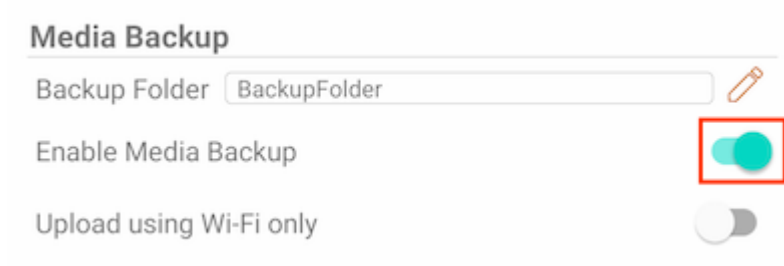 Media Backup
Backup Folder BackupFolder
Enable Media Backup
Upload using Wi-Fi only